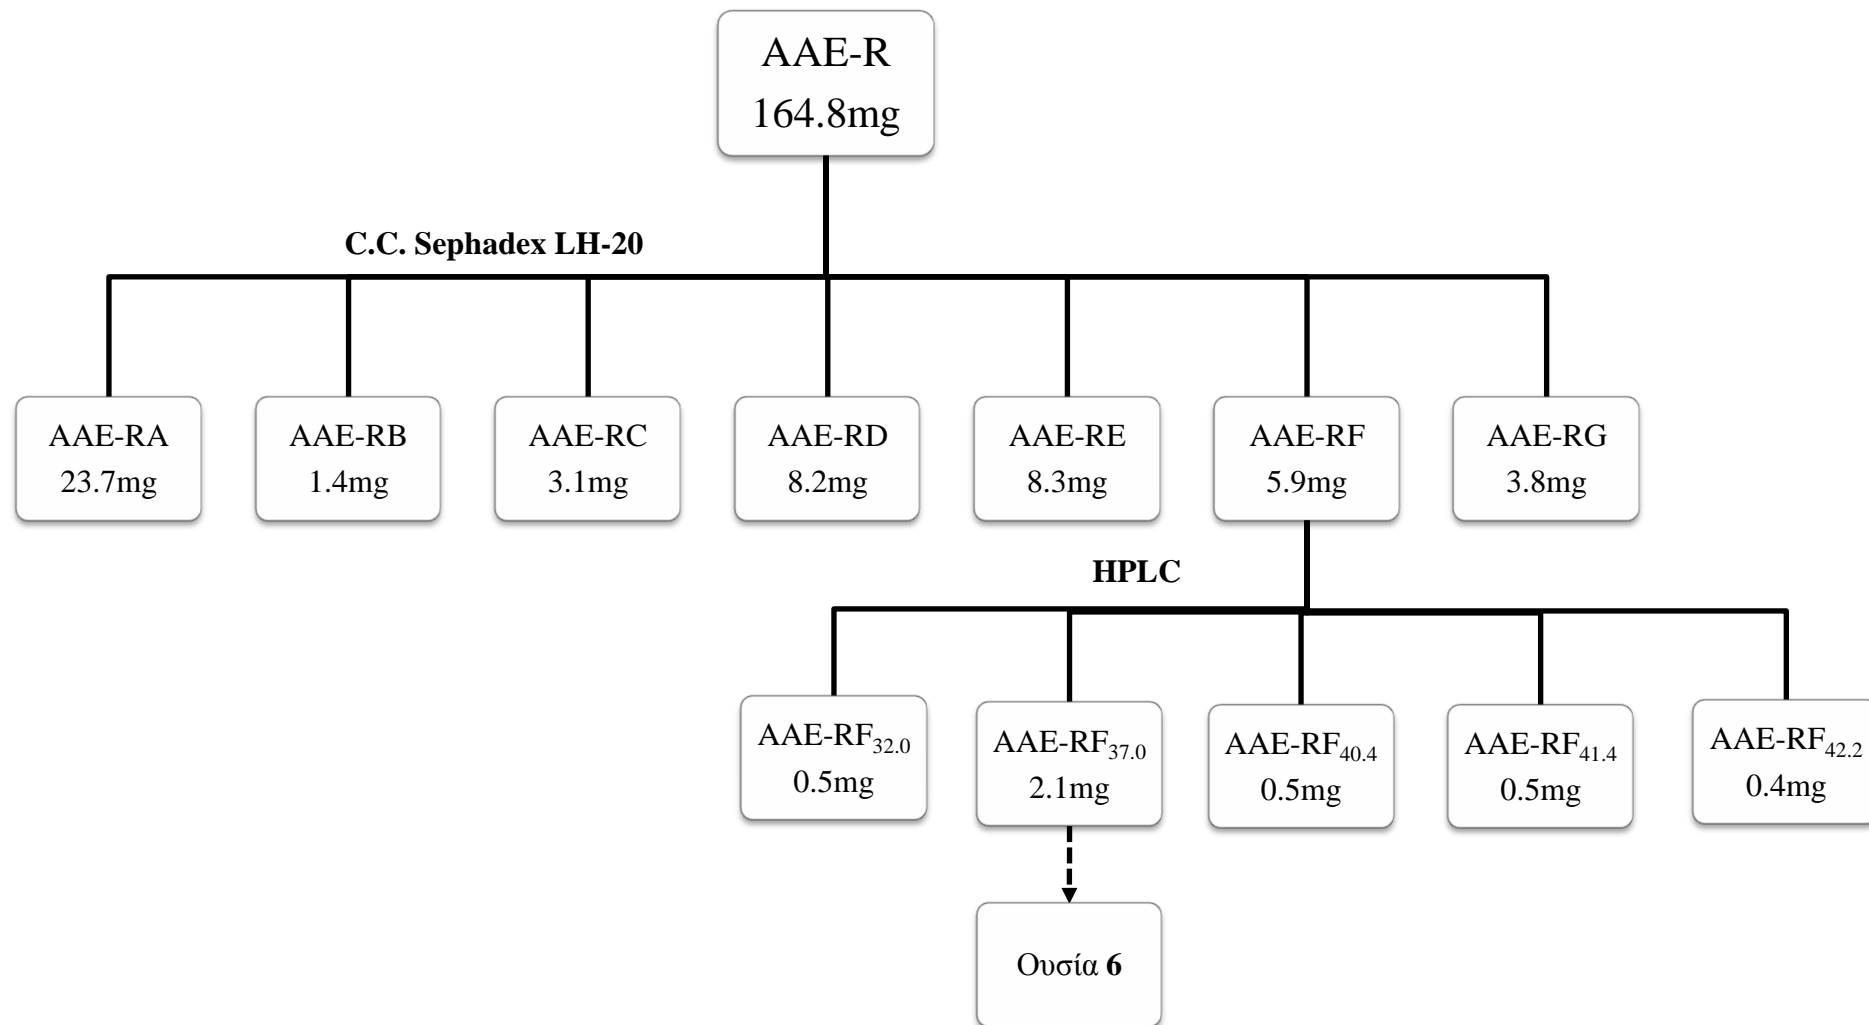 AAE-R
164.8mg
C.C. Sephadex LH-20
AAE-RA
23.7mg
AAE-RB
1.4mg
AAE-RC
3.1mg
AAE-RD
8.2mg
AAE-RE
8.3mg
AAE-RF
5.9mg
AAE-RG
3.8mg
HPLC
AAE-RF32.0
0.5mg
AAE-RF37.0
2.1mg
AAE-RF40.4
0.5mg
AAE-RF41.4
0.5mg
AAE-RF42.2
0.4mg
Ουσία 6